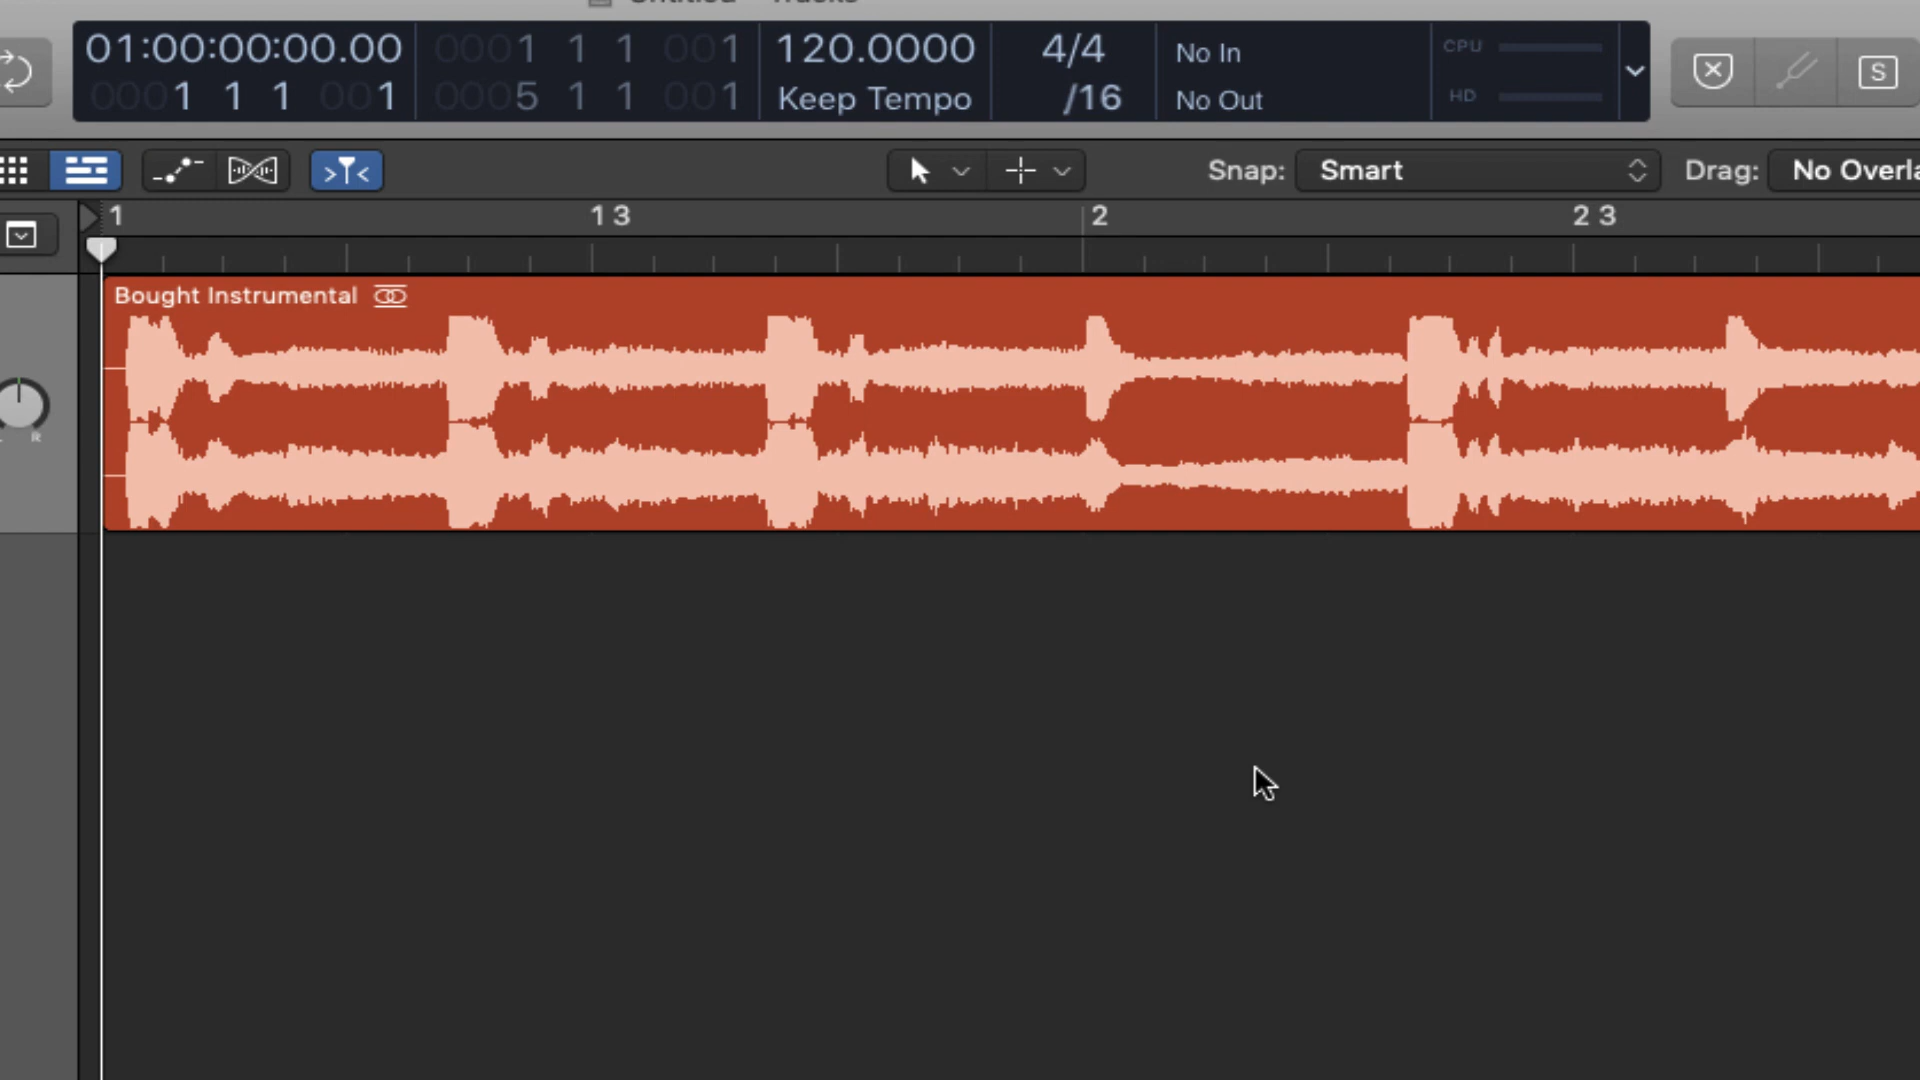 Untitled - Tracks
01:00:00:00.00
0001 1 1 001
0001 1 1 001
0005 1 1 001
120.0000
Keep Tempo
4/4
/16
No In
No Out
CPU
HD
S
Snap: Smart
Drag: No Overla
1
1 3
2
2 3
Bought Instrumental
R